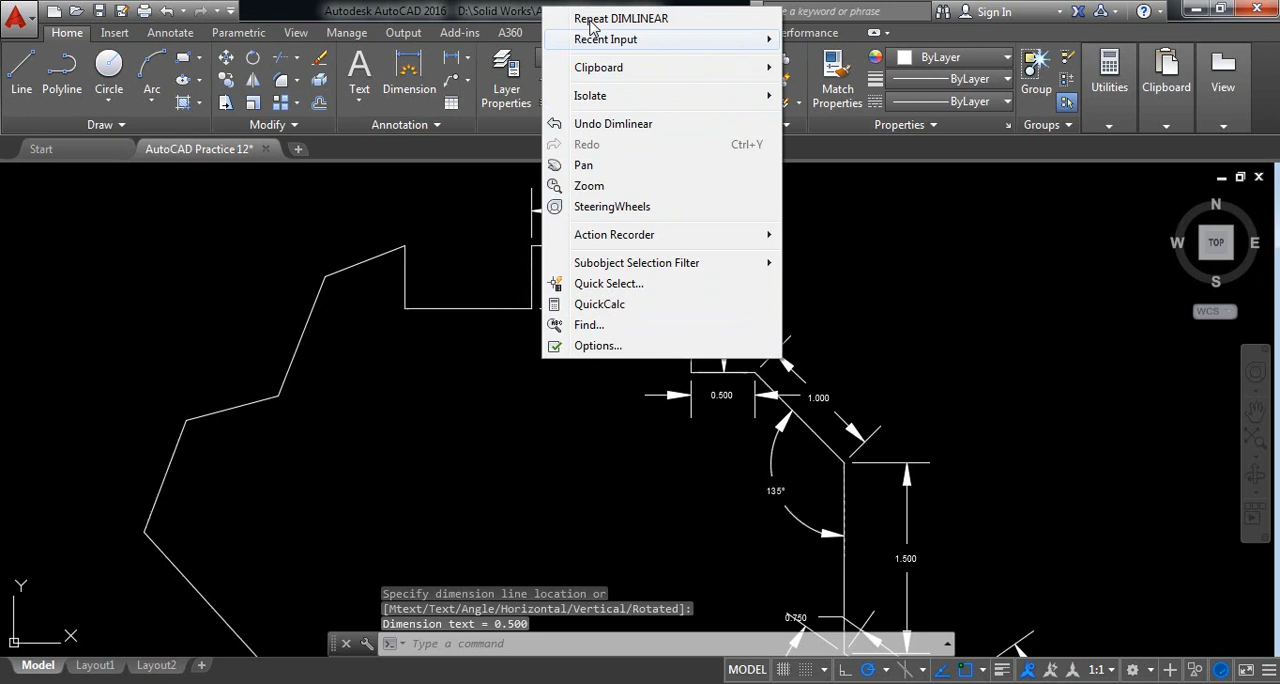 Autodesk AutoCAD 2016 D:\Solid Works\A
keyword or phrase
Sign In
Home Insert Annotate Parametric View Manage Output Add-ins A360
erformance
Line Polyline Circle Arc
Text Dimension
Layer
Properties
Match
Properties
ByLayer
ByLayer
ByLayer
Group
Utilities
Clipboard
View
Draw
Modify
Annotation
Properties
Groups
Start
AutoCAD Practice 12*
Repeat DIMLINEAR
Recent Input
Clipboard
Isolate
Undo Dimlinear
Redo Ctrl+Y
Pan
Zoom
SteeringWheels
Action Recorder
Subobject Selection Filter
Quick Select...
QuickCalc
Find...
Options...
N
W TOP E
S
WCS
0.500
1.000
135°
1.500
0.750
Y
X
Specify dimension line location or
[Mtext/Text/Angle/Horizontal/Vertical/Rotated]:
Dimension text = 0.500
Type a command
Model Layout1 Layout2
MODEL
1:1